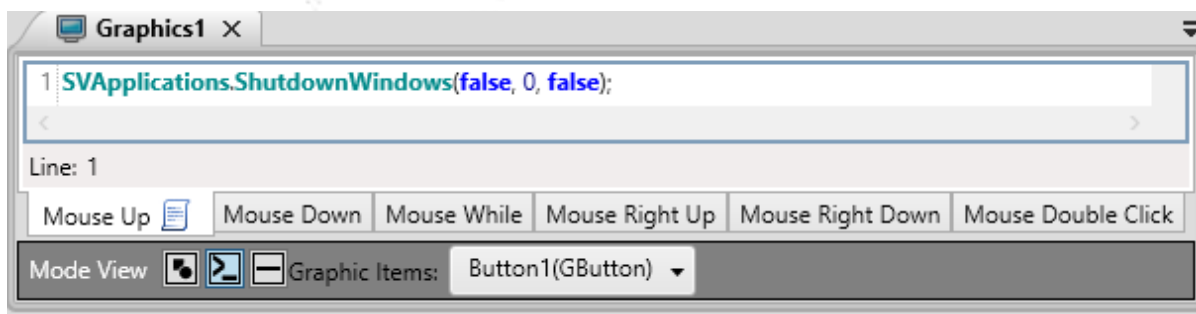 Graphics1
1 SVApplications.ShutdownWindows(false, 0, false);
Line: 1
Mouse Up Mouse Down Mouse While Mouse Right Up Mouse Right Down Mouse Double Click
Mode View Graphic Items: Button1(GButton)